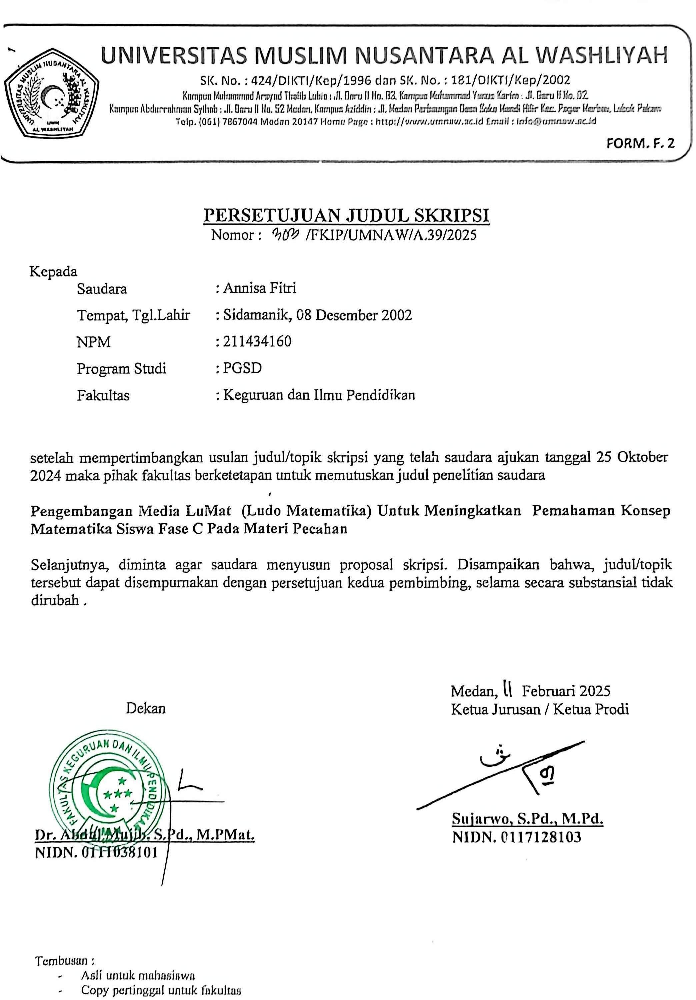 UNIVERSITAS MUSLIM NUSANTARA AL WASHLIYAH
SK. No. : 424/DIKTI/Kep/1996 dan SK. No. : 181/DIKTI/Kep/2002
Kampus Muhammad Arsyad Thalib Lubis : Jl. Garu II No. 93, Kampus Muhammad Yunus Karim : Jl. Garu II No. 02
Kampus Abdurrahman Syihab : Jl. Garu II No. 52 Medan, Kampus Aziddin : Jl. Medan Perbaungan Desa Suka Mandi Hilir Kec. Pagar Merbau, Lubuk Pakam
Telp. (061) 7867044 Medan 20147 Home Page : http://www.umnaw.ac.id Email : info@umnaw.ac.id
UNIVERSITAS MUSLIM NUSANTARA AL WASHLIYAH
UMN
AL WASHLIYAH
FORM. F. 2
PERSETUJUAN JUDUL SKRIPSI
Nomor : 303 /FKIP/UMNAW/A.39/2025
Kepada
Saudara : Annisa Fitri
Tempat, Tgl.Lahir : Sidamanik, 08 Desember 2002
NPM : 211434160
Program Studi : PGSD
Fakultas : Keguruan dan Ilmu Pendidikan
setelah mempertimbangkan usulan judul/topik skripsi yang telah saudara ajukan tanggal 25 Oktober
2024 maka pihak fakultas berketetapan untuk memutuskan judul penelitian saudara
Pengembangan Media LuMat (Ludo Matematika) Untuk Meningkatkan Pemahaman Konsep
Matematika Siswa Fase C Pada Materi Pecahan
Selanjutnya, diminta agar saudara menyusun proposal skripsi. Disampaikan bahwa, judul/topik
tersebut dapat disempurnakan dengan persetujuan kedua pembimbing, selama secara substansial tidak
dirubah .
Medan, 11 Februari 2025
Dekan
Ketua Jurusan / Ketua Prodi
FAKULTAS KEGURUAN DAN ILMU PENDIDIKAN
Sujarwo, S.Pd., M.Pd.
NIDN. 0117128103
Dr. Abdul Mujib, S.Pd., M.PMat.
NIDN. 0111038101
Tembusan :
- Asli untuk mahasiswa
- Copy pertinggal untuk fakultas